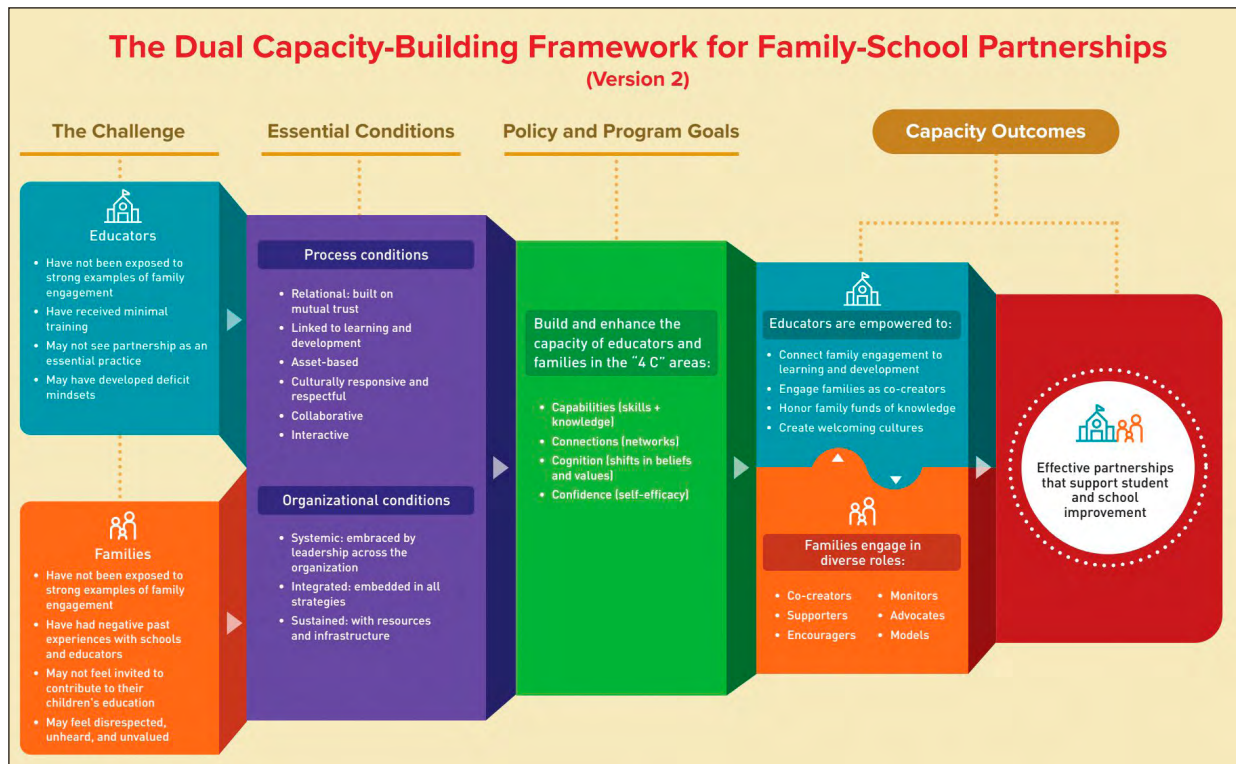 The Dual Capacity-Building Framework for Family-School Partnerships
(Version 2)
The Challenge
Essential Conditions
Policy and Program Goals
Capacity Outcomes
Educators
• Have not been exposed to
strong examples of family
engagement
• Have received minimal
training
• May not see partnership as an
essential practice
• May have developed deficit
mindsets
Families
• Have not been exposed to
strong examples of family
engagement
• Have had negative past
experiences with schools
and educators
• May not feel invited to
contribute to their
children's education
• May feel disrespected,
unheard, and unvalued
Process conditions
• Relational: built on
mutual trust
• Linked to learning and
development
• Asset-based
• Culturally responsive and
respectful
• Collaborative
• Interactive
Organizational conditions
• Systemic: embraced by
leadership across the
organization
• Integrated: embedded in all
strategies
• Sustained: with resources
and infrastructure
Build and enhance the
capacity of educators and
families in the "4 C" areas:
• Capabilities (skills +
knowledge)
• Connections (networks)
• Cognition (shifts in beliefs
and values)
• Confidence (self-efficacy)
Educators are empowered to:
• Connect family engagement to
learning and development
• Engage families as co-creators
• Honor family funds of knowledge
• Create welcoming cultures
Families engage in
diverse roles:
• Co-creators
• Supporters
• Encouragers
• Monitors
• Advocates
• Models
Effective partnerships
that support student
and school
improvement